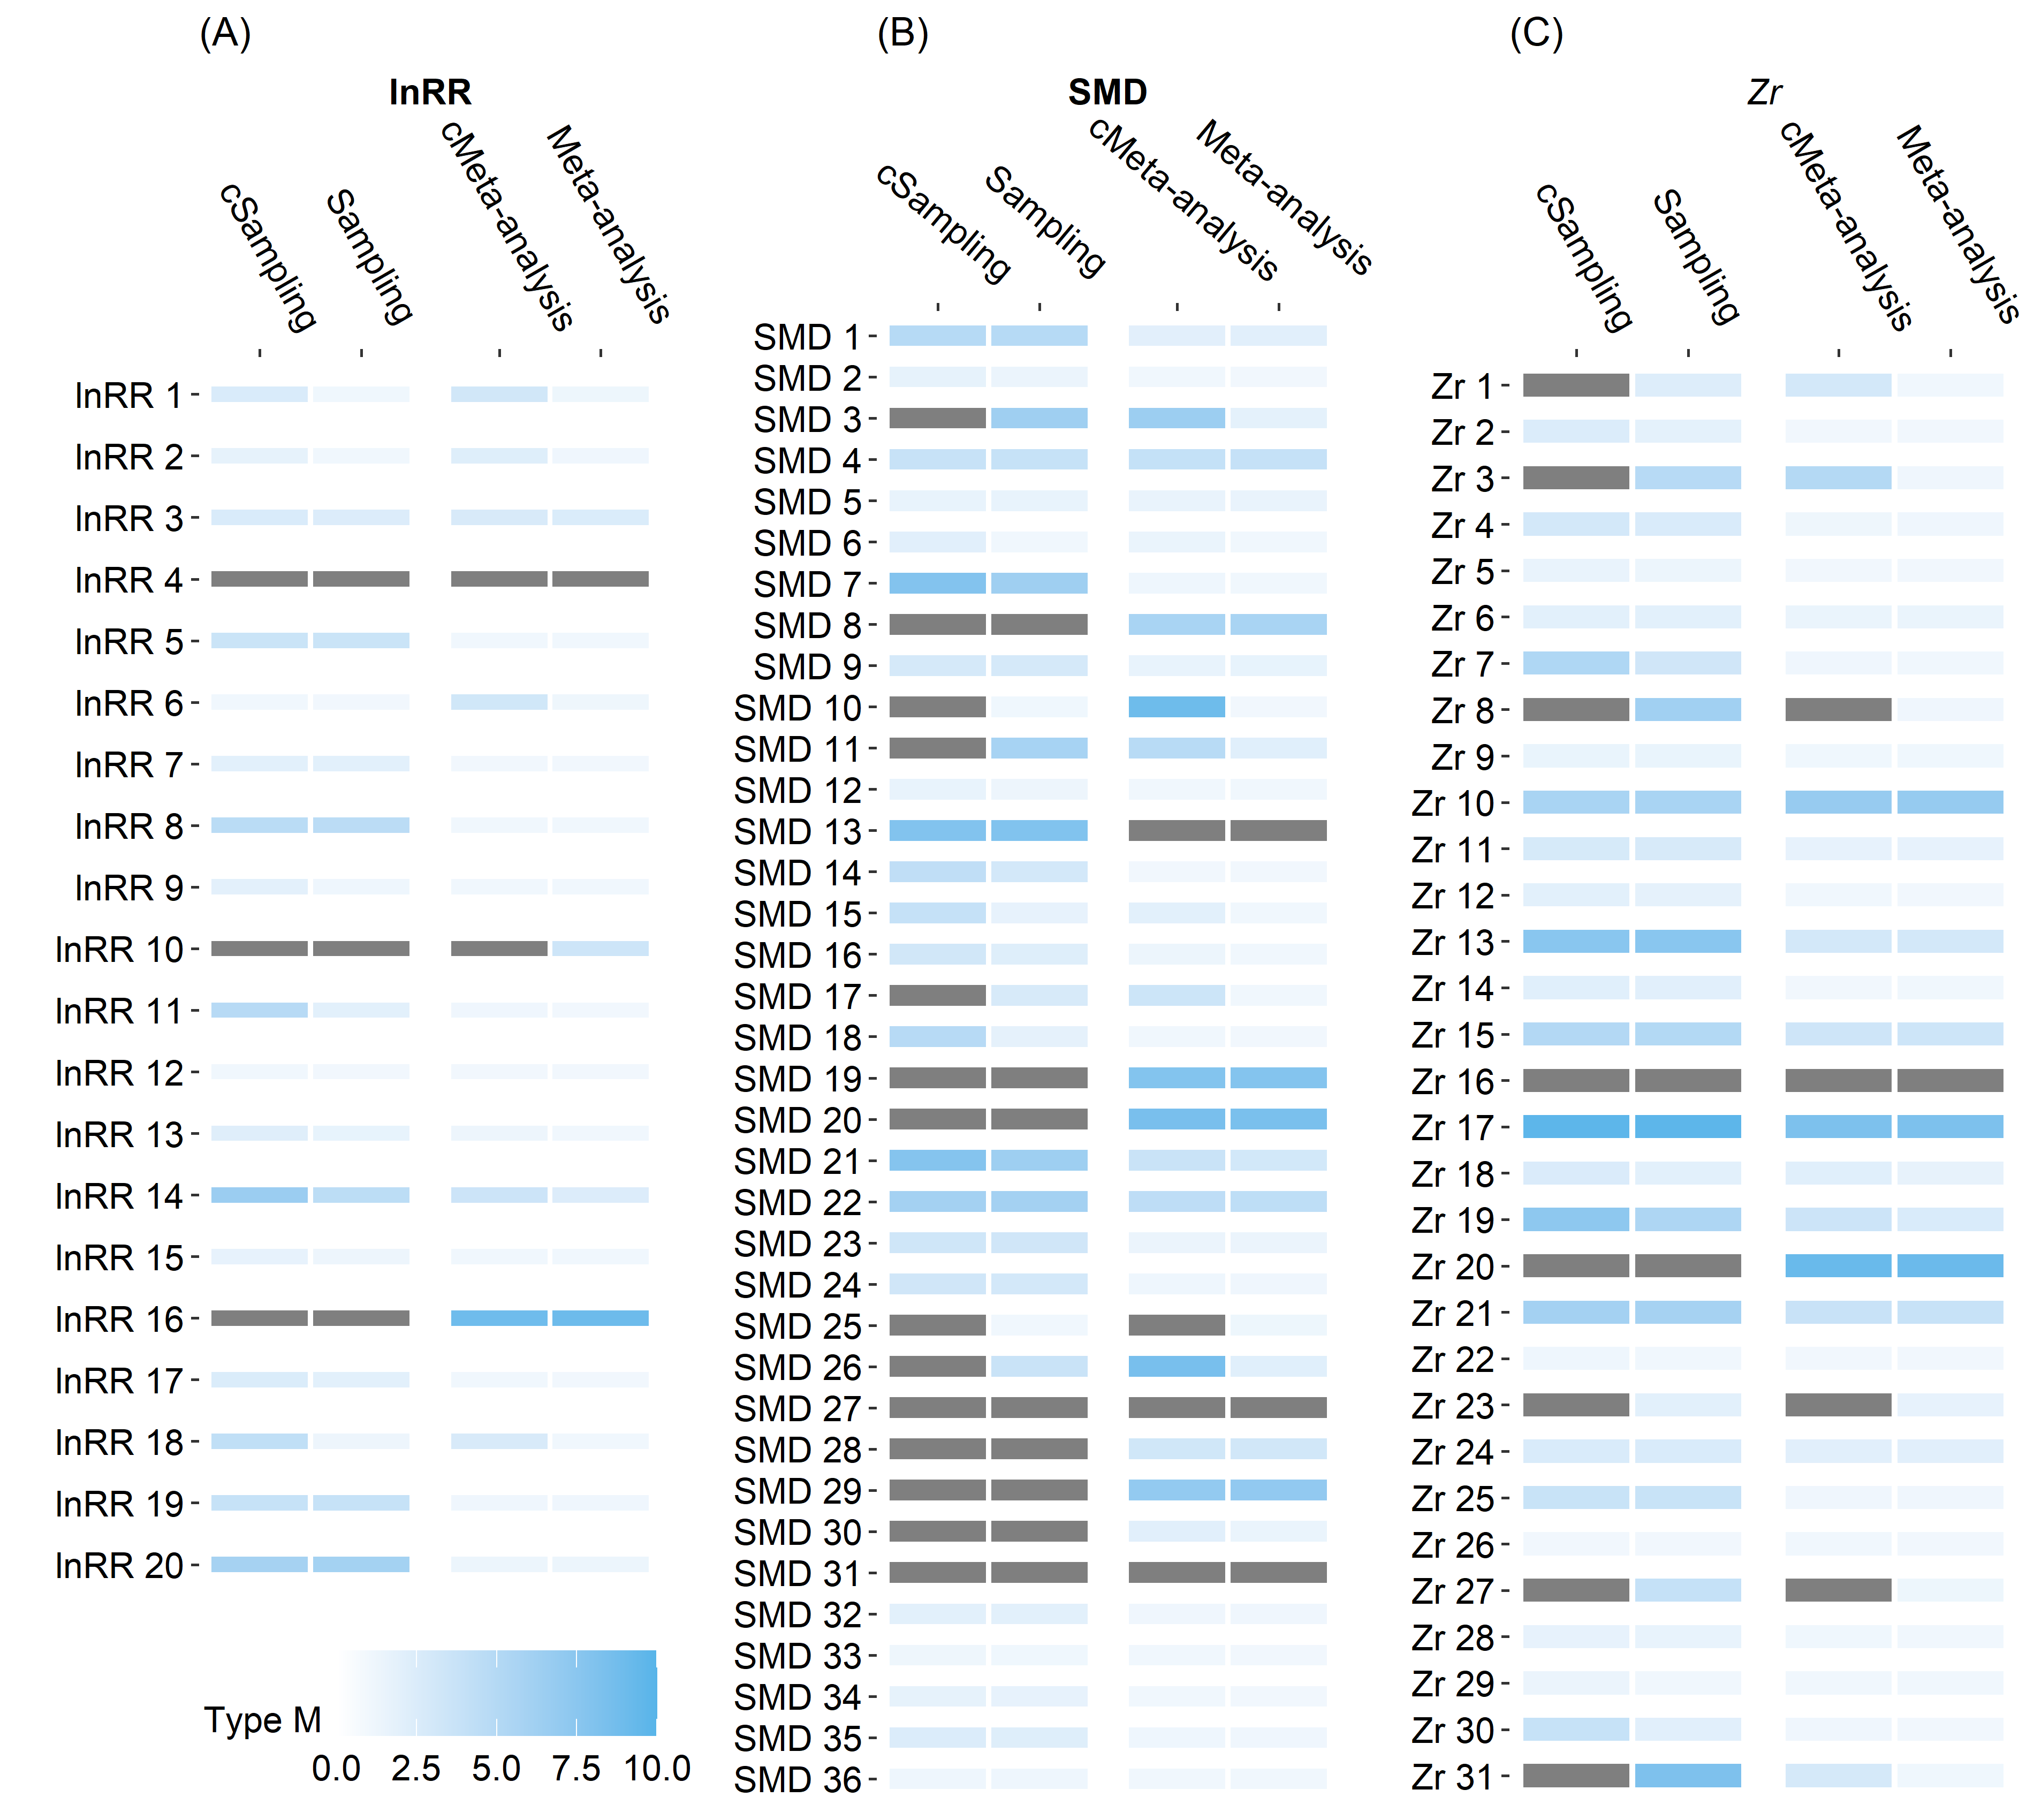 (A)
lnRR
cSampling
Sampling
cMeta-analysis
Meta-analysis
lnRR 1
lnRR 2
lnRR 3
lnRR 4
lnRR 5
lnRR 6
lnRR 7
lnRR 8
lnRR 9
lnRR 10
lnRR 11
lnRR 12
lnRR 13
lnRR 14
lnRR 15
lnRR 16
lnRR 17
lnRR 18
lnRR 19
lnRR 20
Type M
0.0 2.5 5.0 7.5 10.0
(B)
SMD
cSampling
Sampling
cMeta-analysis
Meta-analysis
SMD 1
SMD 2
SMD 3
SMD 4
SMD 5
SMD 6
SMD 7
SMD 8
SMD 9
SMD 10
SMD 11
SMD 12
SMD 13
SMD 14
SMD 15
SMD 16
SMD 17
SMD 18
SMD 19
SMD 20
SMD 21
SMD 22
SMD 23
SMD 24
SMD 25
SMD 26
SMD 27
SMD 28
SMD 29
SMD 30
SMD 31
SMD 32
SMD 33
SMD 34
SMD 35
SMD 36
(C)
Zr
cSampling
Sampling
cMeta-analysis
Meta-analysis
Zr 1
Zr 2
Zr 3
Zr 4
Zr 5
Zr 6
Zr 7
Zr 8
Zr 9
Zr 10
Zr 11
Zr 12
Zr 13
Zr 14
Zr 15
Zr 16
Zr 17
Zr 18
Zr 19
Zr 20
Zr 21
Zr 22
Zr 23
Zr 24
Zr 25
Zr 26
Zr 27
Zr 28
Zr 29
Zr 30
Zr 31